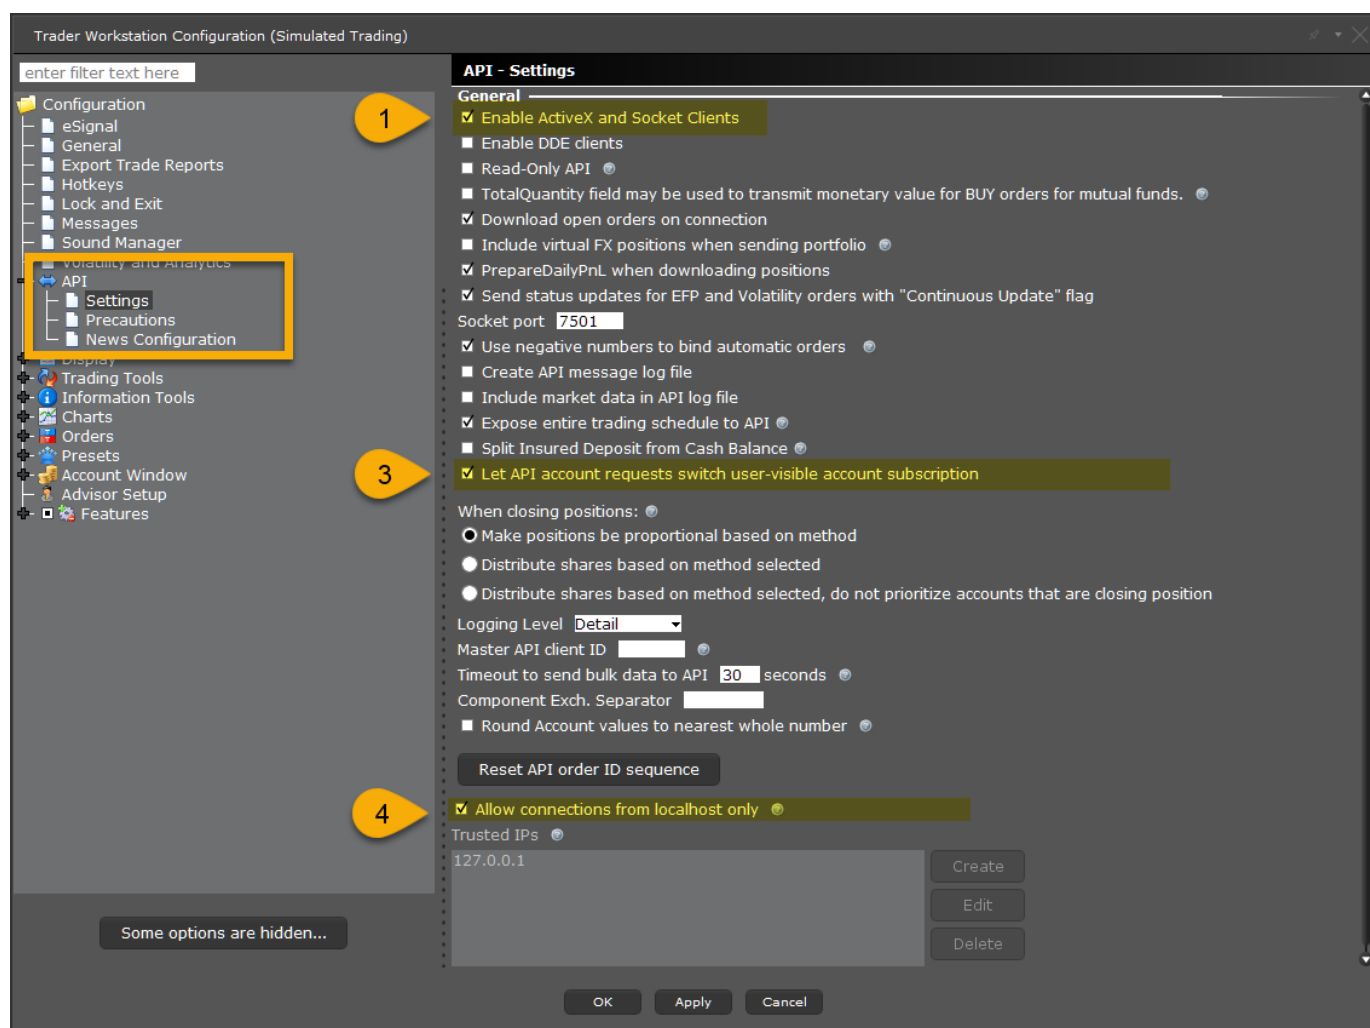 Trader Workstation Configuration (Simulated Trading)
enter filter text here
Configuration
eSignal
General
Export Trade Reports
Hotkeys
Lock and Exit
Messages
Sound Manager
Volatility and Analytics
API
Settings
Precautions
News Configuration
Display
Trading Tools
Information Tools
Charts
Orders
Presets
Account Window
Advisor Setup
Features
Some options are hidden...
API - Settings
General
1
Enable ActiveX and Socket Clients
Enable DDE clients
Read-Only API
TotalQuantity field may be used to transmit monetary value for BUY orders for mutual funds.
Download open orders on connection
Include virtual FX positions when sending portfolio
PrepareDailyPnL when downloading positions
Send status updates for EFP and Volatility orders with "Continuous Update" flag
Socket port 7501
Use negative numbers to bind automatic orders
Create API message log file
Include market data in API log file
Expose entire trading schedule to API
Split Insured Deposit from Cash Balance
3
Let API account requests switch user-visible account subscription
When closing positions:
Make positions be proportional based on method
Distribute shares based on method selected
Distribute shares based on method selected, do not prioritize accounts that are closing position
Logging Level Detail
Master API client ID
Timeout to send bulk data to API 30 seconds
Component Exch. Separator
Round Account values to nearest whole number
Reset API order ID sequence
4
Allow connections from localhost only
Trusted IPs
127.0.0.1
Create
Edit
Delete
OK Apply Cancel